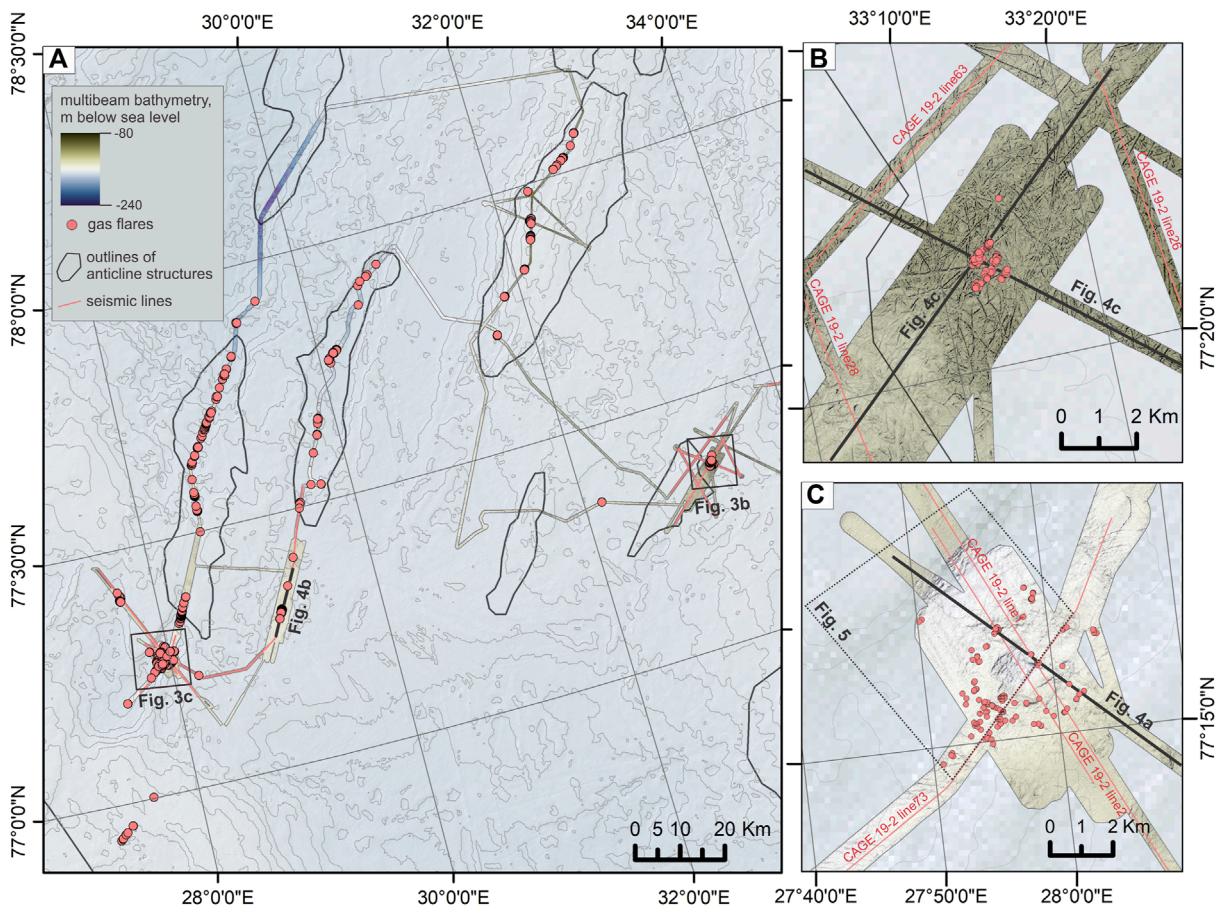 30°0'0"E
32°0'0"E
34°0'0"E
78°30'0"N
78°0'0"N
77°30'0"N
77°0'0"N
A
multibeam bathymetry,
m below sea level
-80
-240
gas flares
outlines of
anticline structures
seismic lines
Fig. 4b
Fig. 3b
Fig. 3c
0 5 10 20 Km
28°0'0"E
30°0'0"E
32°0'0"E
33°10'0"E
33°20'0"E
B
CAGE 19-2 line63
CAGE 19-2 line26
CAGE 19-2 line28
Fig. 4c
Fig. 4c
0 1 2 Km
77°20'0"N
C
CAGE 19-2 line1
Fig. 5
Fig. 4a
CAGE 19-2 line2
CAGE 19-2 line73
0 1 2 Km
77°15'0"N
27°40'0"E
27°50'0"E
28°0'0"E